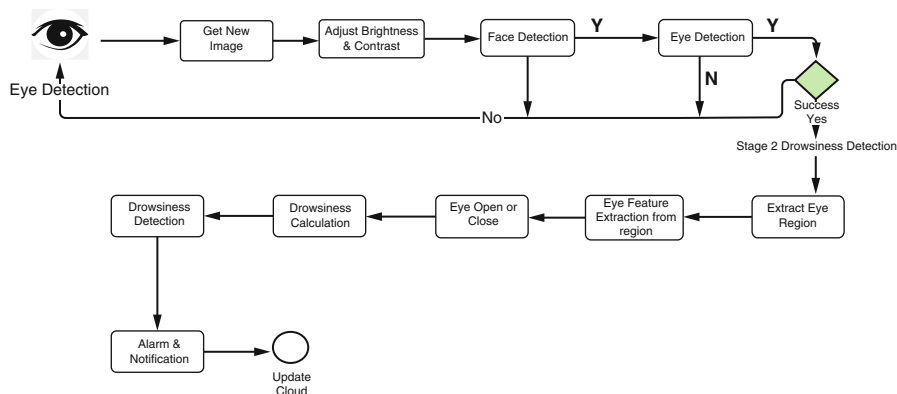 Get New
Image
Adjust Brightness
& Contrast
Face Detection
Y
Eye Detection
Y
Eye Detection
N
No
Success
Yes
Stage 2 Drowsiness Detection
Drowsiness
Detection
Drowsiness
Calculation
Eye Open or
Close
Eye Feature
Extraction from
region
Extract Eye
Region
Alarm &
Notification
Update
Cloud